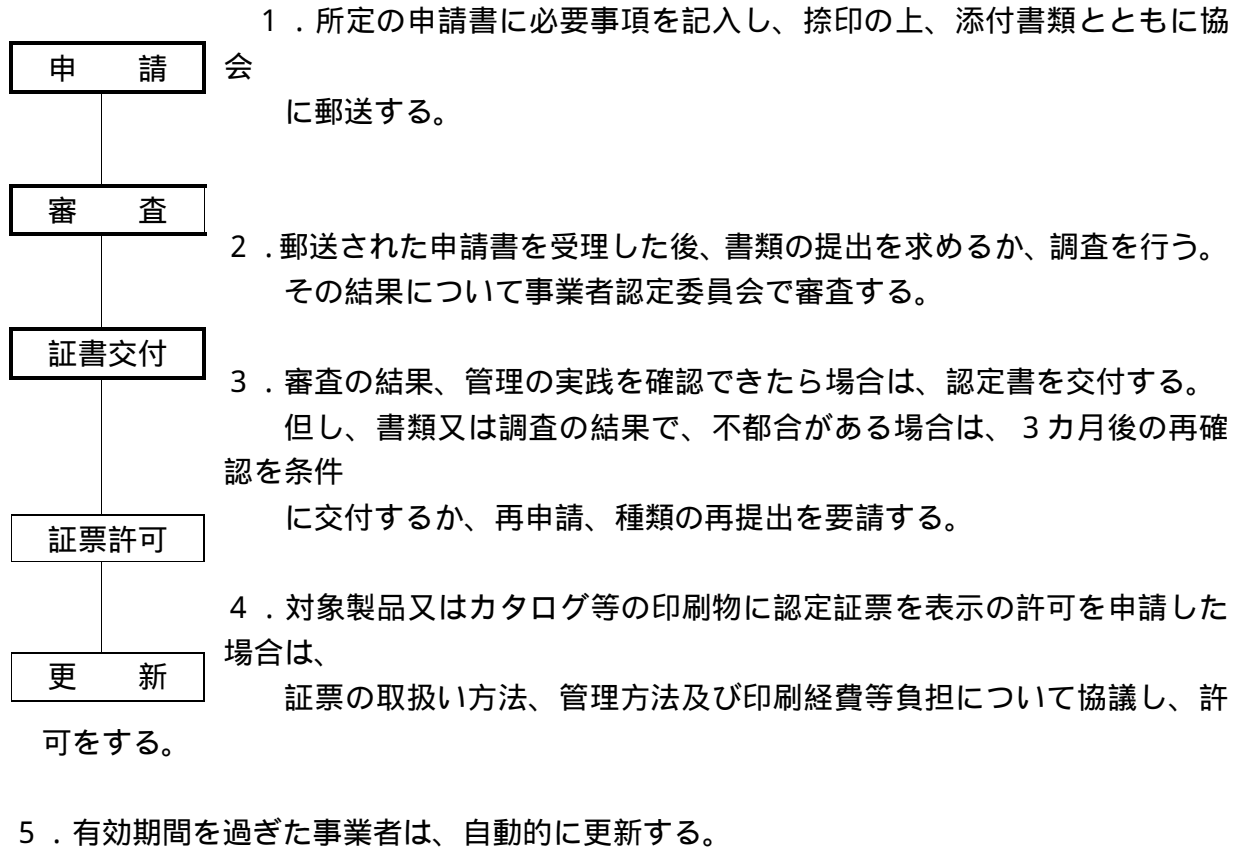 １．所定の申請書に必要事項を記入し、捺印の上、添付書類とともに協
申　　請
会
に郵送する。
審　　査
２.郵送された申請書を受理した後、書類の提出を求めるか、調査を行う。
その結果について事業者認定委員会で審査する。
証書交付
３．審査の結果、管理の実践を確認できたら場合は、認定書を交付する。
但し、書類又は調査の結果で、不都合がある場合は、３カ月後の再確
認を条件
に交付するか、再申請、種類の再提出を要請する。
証票許可
４．対象製品又はカタログ等の印刷物に認定証票を表示の許可を申請した
場合は、
更　　新
証票の取扱い方法、管理方法及び印刷経費等負担について協議し、許
可をする。
５．有効期間を過ぎた事業者は、自動的に更新する。